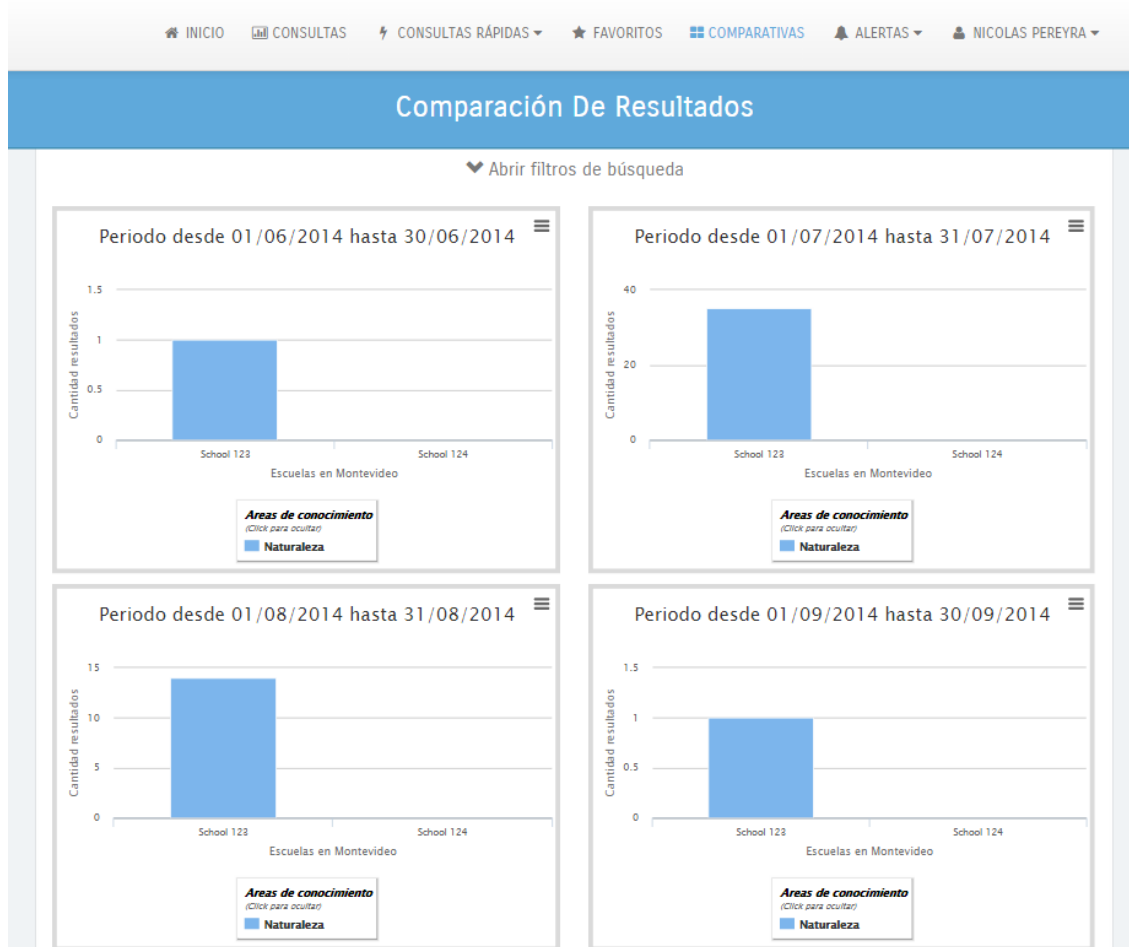 INICIO CONSULTAS CONSULTAS RÁPIDAS FAVORITOS COMPARATIVAS ALERTAS NICOLAS PEREYRA
Comparación De Resultados
Abrir filtros de búsqueda
Periodo desde 01/06/2014 hasta 30/06/2014
1.5
1
0.5
0
Cantidad resultados
School 123 School 124
Escuelas en Montevideo
Areas de conocimiento
(Click para ocultar)
Naturaleza
Periodo desde 01/07/2014 hasta 31/07/2014
40
20
0
Cantidad resultados
School 123 School 124
Escuelas en Montevideo
Areas de conocimiento
(Click para ocultar)
Naturaleza
Periodo desde 01/08/2014 hasta 31/08/2014
15
10
5
0
Cantidad resultados
School 123 School 124
Escuelas en Montevideo
Areas de conocimiento
(Click para ocultar)
Naturaleza
Periodo desde 01/09/2014 hasta 30/09/2014
1.5
1
0.5
0
Cantidad resultados
School 123 School 124
Escuelas en Montevideo
Areas de conocimiento
(Click para ocultar)
Naturaleza